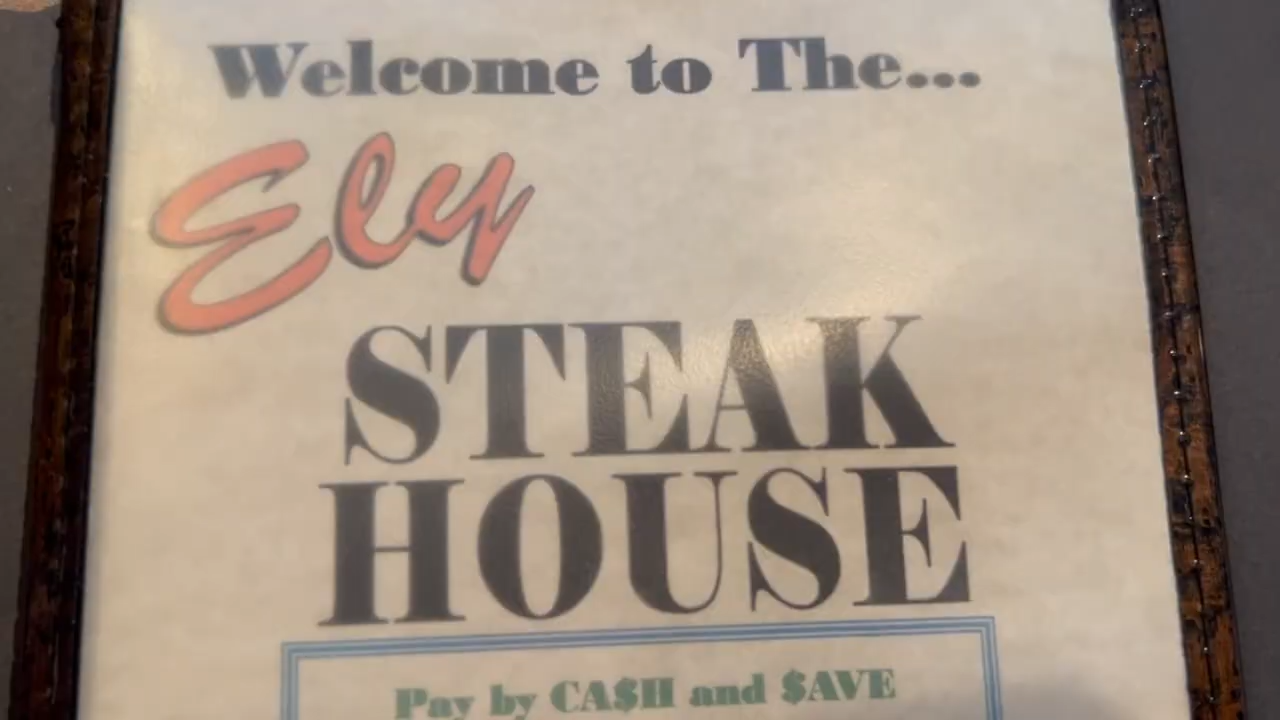 Welcome to The...
Ely
STEAK
HOUSE
Pay by CA$H and $AVE